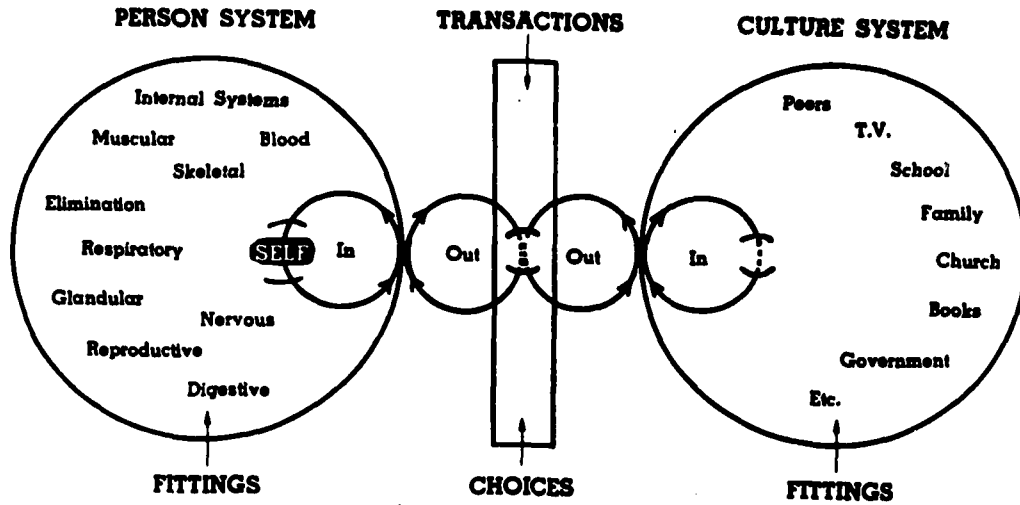 PERSON SYSTEM
TRANSACTIONS
CULTURE SYSTEM
Internal Systems
Muscular
Blood
Skeletal
Elimination
Respiratory
SELF
In
Glandular
Nervous
Reproductive
Digestive
Out
Out
In
Peers
T.V.
School
Family
Church
Books
Government
Etc.
FITTINGS
CHOICES
FITTINGS